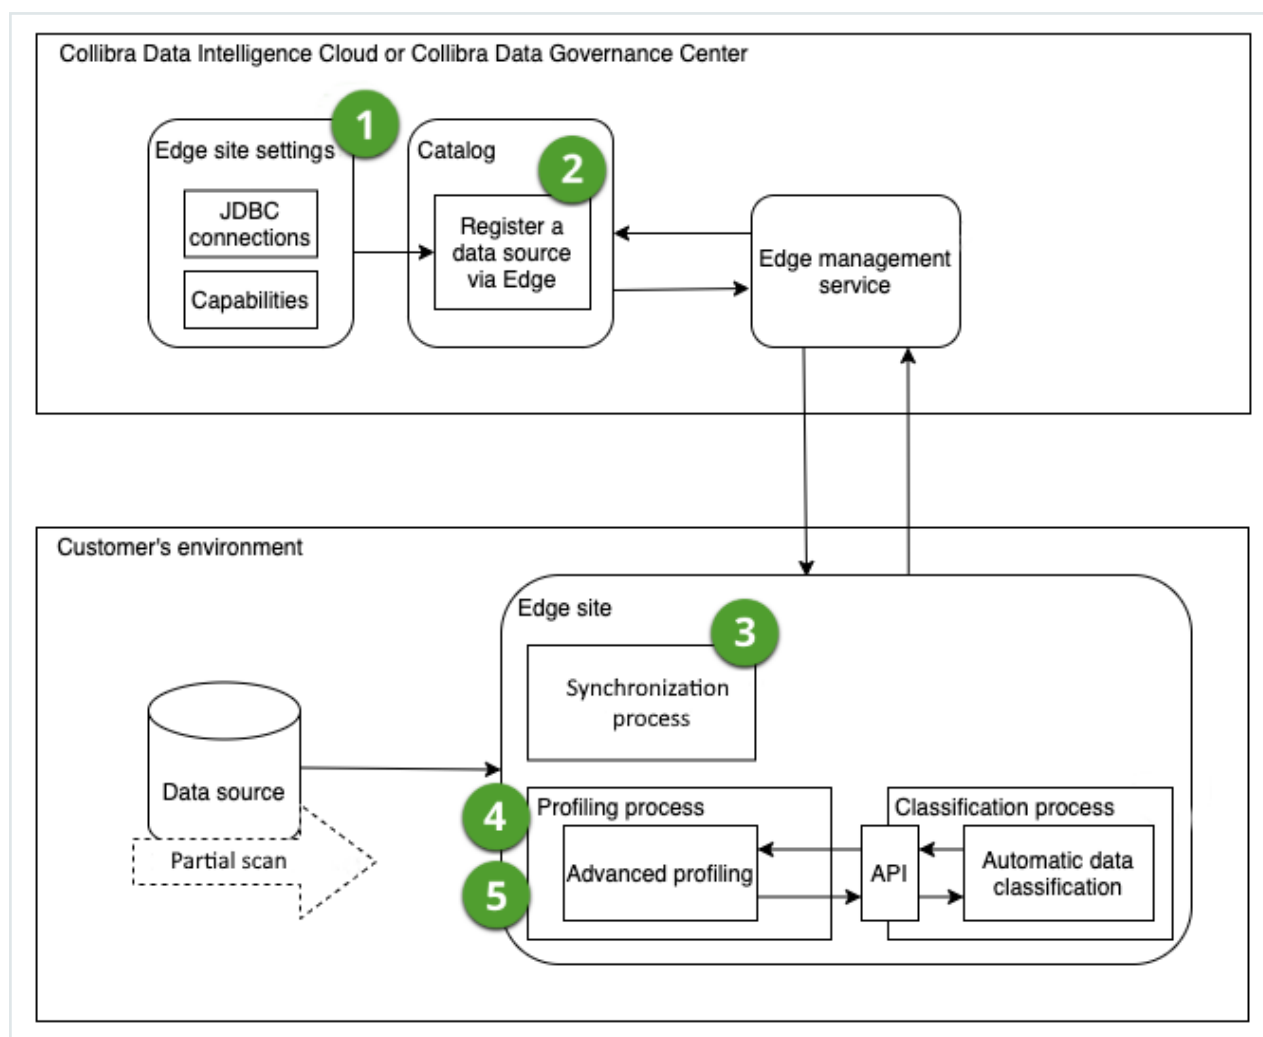 Collibra Data Intelligence Cloud or Collibra Data Governance Center
1
Edge site settings
JDBC
connections
Capabilities
Catalog
2
Register a
data source
via Edge
Edge management
service
Customer's environment
Edge site
3
Synchronization
process
Data source
Partial scan
4
Profiling process
5
Advanced profiling
API
Classification process
Automatic data
classification